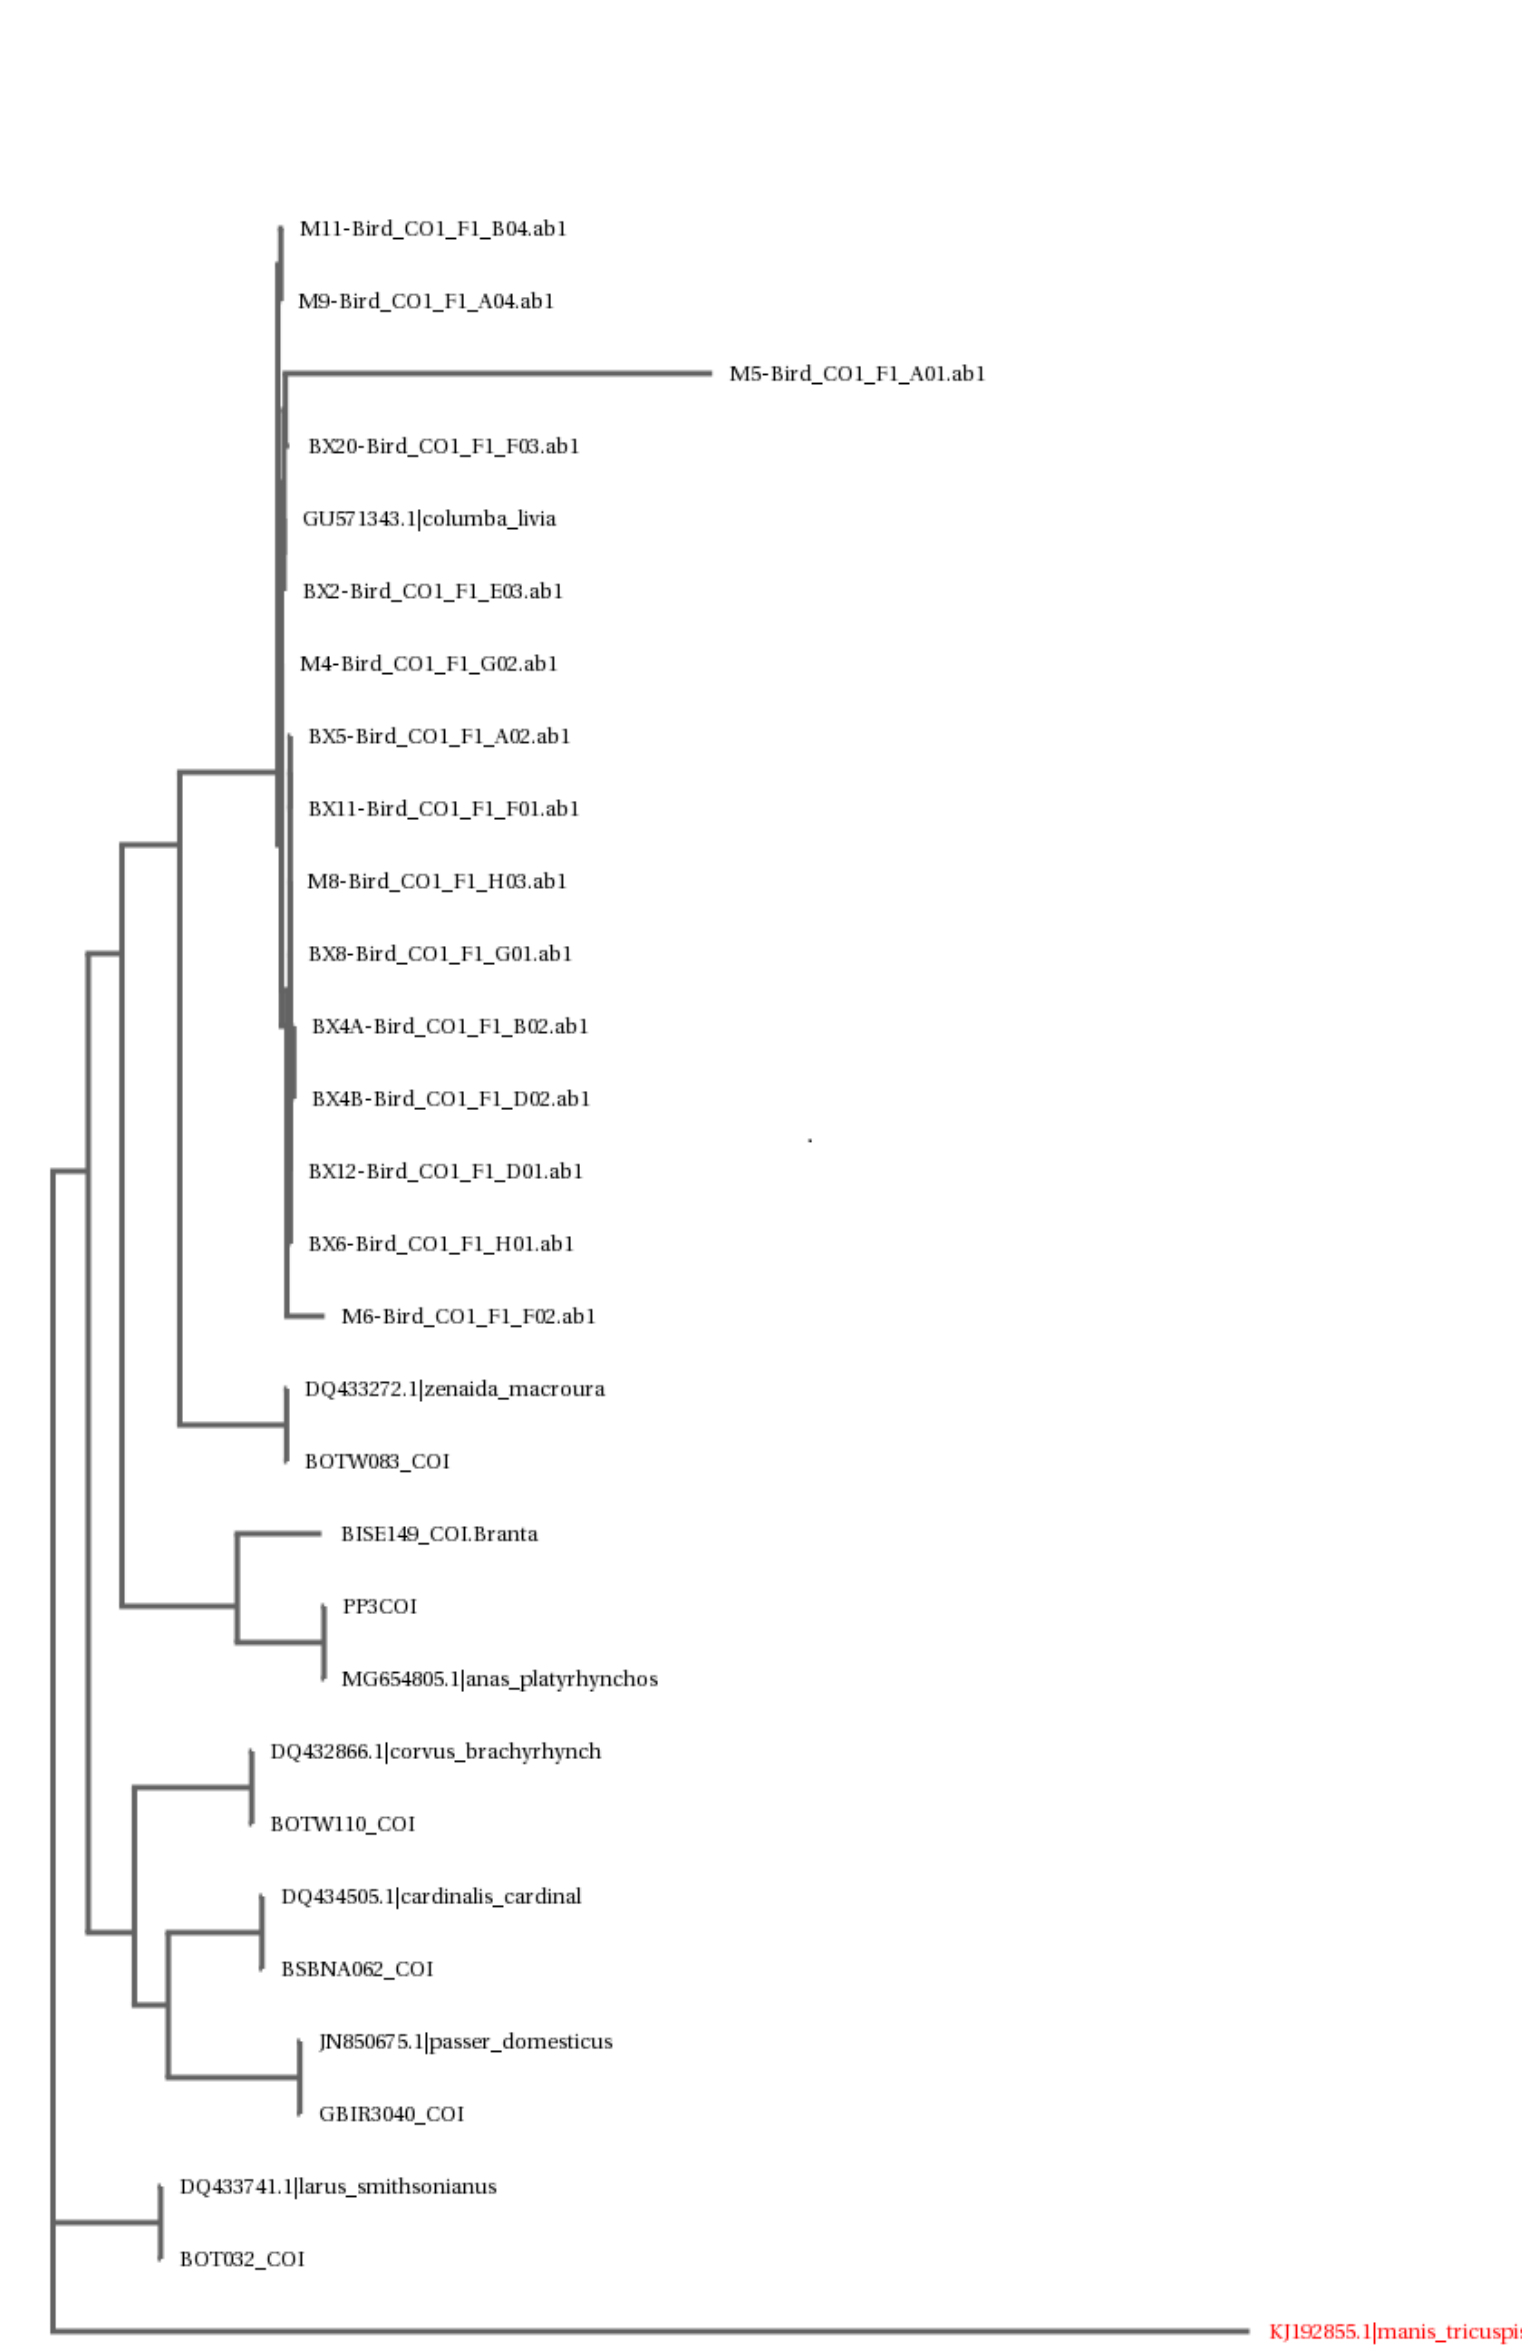 M11-Bird_CO1_F1_B04.ab1
M9-Bird_CO1_F1_A04.ab1
M5-Bird_CO1_F1_A01.ab1
BX20-Bird_CO1_F1_F03.ab1
GU571343.1|columba_livia
BX2-Bird_CO1_F1_E03.ab1
M4-Bird_CO1_F1_G02.ab1
BX5-Bird_CO1_F1_A02.ab1
BX11-Bird_CO1_F1_F01.ab1
M8-Bird_CO1_F1_H03.ab1
BX8-Bird_CO1_F1_G01.ab1
BX4A-Bird_CO1_F1_B02.ab1
BX4B-Bird_CO1_F1_D02.ab1
BX12-Bird_CO1_F1_D01.ab1
BX6-Bird_CO1_F1_H01.ab1
M6-Bird_CO1_F1_F02.ab1
DQ433272.1|zenaida_macroura
BOTW083_COI
BISE149_COI.Branta
PP3COI
MG654805.1|anas_platyrhynchos
DQ432866.1|corvus_brachyrhynch
BOTW110_COI
DQ434505.1|cardinalis_cardinal
BSBNA062_COI
JN850675.1|passer_domesticus
GBIR3040_COI
DQ433741.1|larus_smithsonianus
BOT032_COI
KJ192855.1|manis_tricuspis